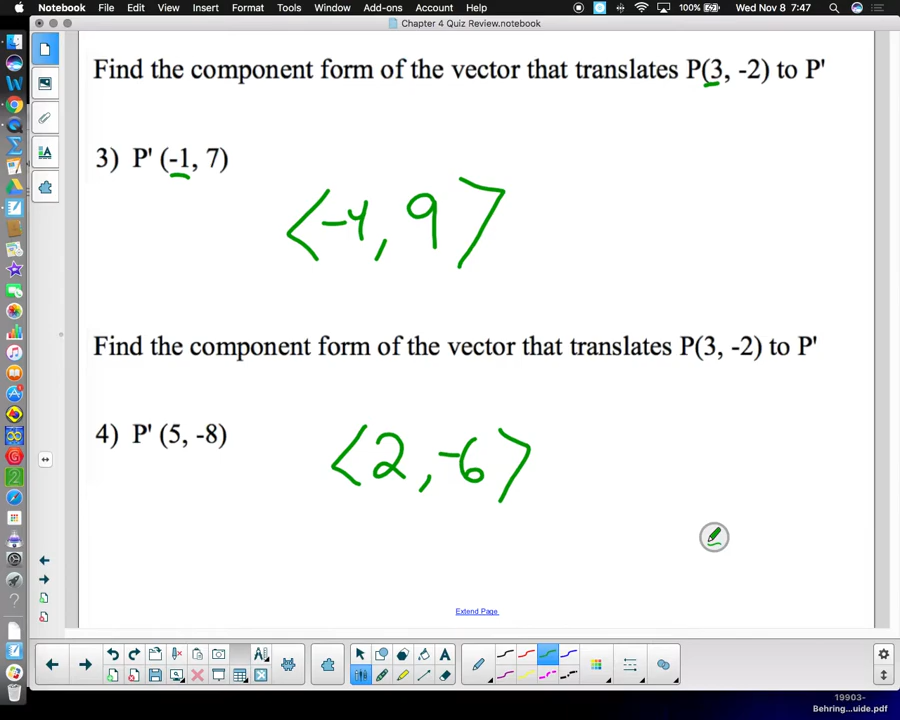 Notebook File Edit View Insert Format Tools Window Add-ons Help 100% Wed Nov 8 7:47
Chapter 4 Quiz Review.notebook
Find the component form of the vector that translates P(3, -2) to P'
3) P' (-1, 7)
<-4, 9>
Find the component form of the vector that translates P(3, -2) to P'
4) P' (5, -8)
<2, -6>
Extend Page
19903-
Behring...uide.pdf